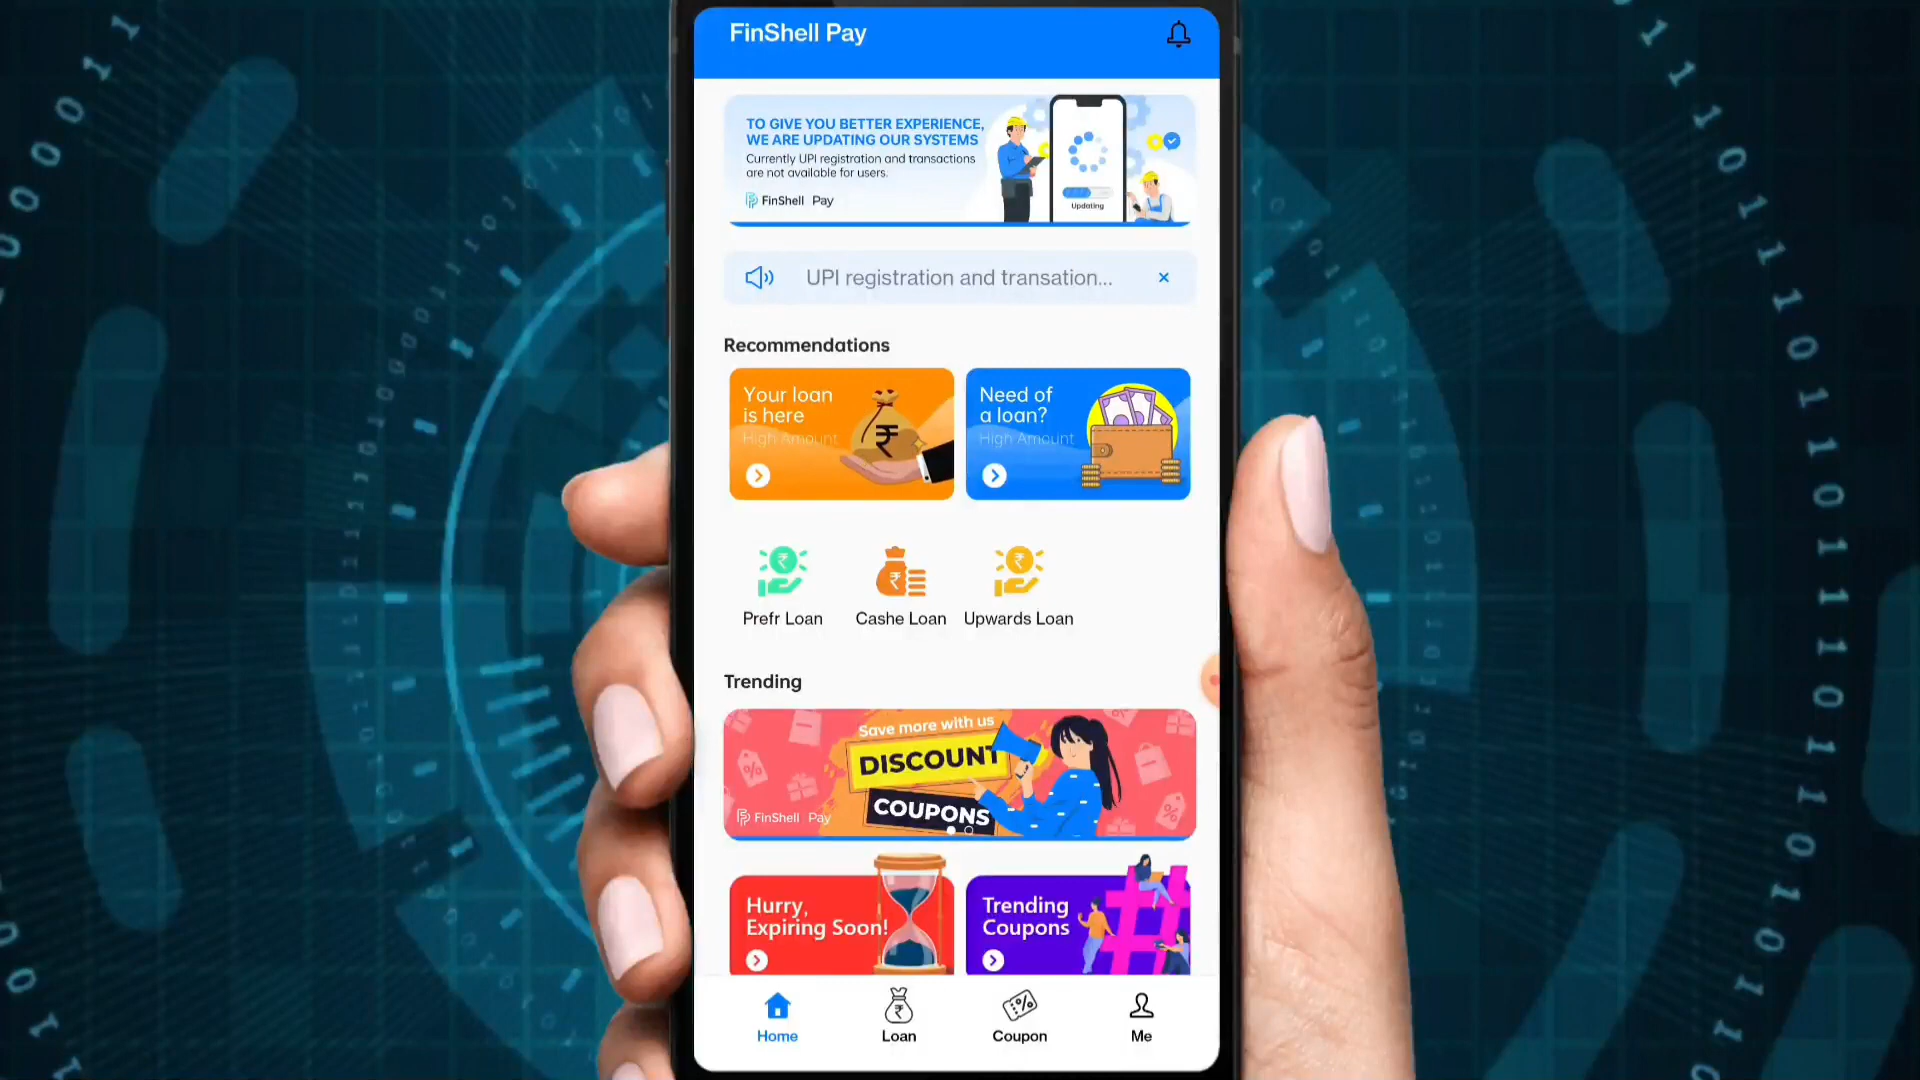 FinShell Pay
TO GIVE YOU BETTER EXPERIENCE,
WE ARE UPDATING OUR SYSTEMS
Currently UPI registration and transactions
are not available for users.
FinShell Pay
Updating
UPI registration and transation...
Recommendations
Your loan
is here
High Amount
Need of
a loan?
High Amount
Prefr Loan
Cashe Loan
Upwards Loan
Trending
Save more with us
DISCOUNT
COUPONS
FinShell Pay
Hurry,
Expiring Soon!
Trending
Coupons
Home
Loan
Coupon
Me